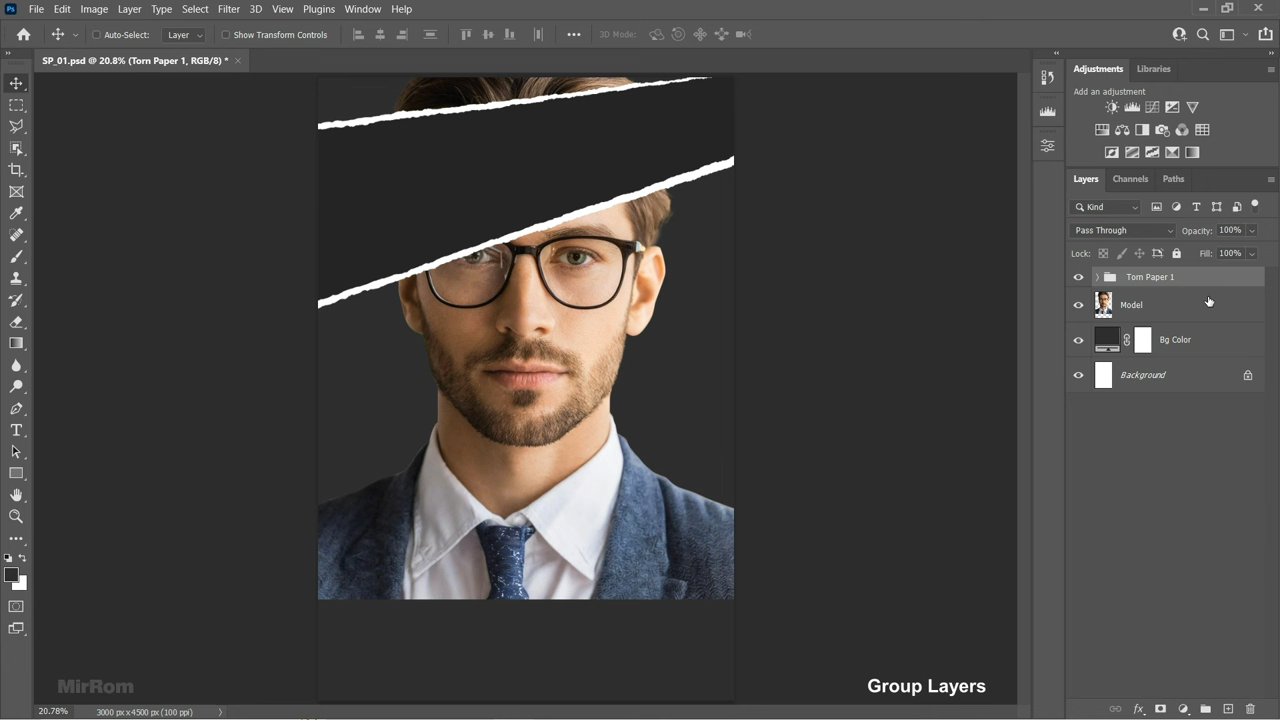 Ps File Edit Image Layer Type Select Filter 3D View Plugins Window Help
Auto-Select: Layer Show Transform Controls 3D Mode:
SP_01.psd @ 20.8% (Torn Paper 1, RGB/8) *
Adjustments Libraries
Add an adjustment
Layers Channels Paths
Kind
Pass Through Opacity: 100%
Lock: Fill: 100%
Torn Paper 1
Model
Bg Color
Background
MirRom
Group Layers
20.78% 3000 px x 4500 px (100 ppi)